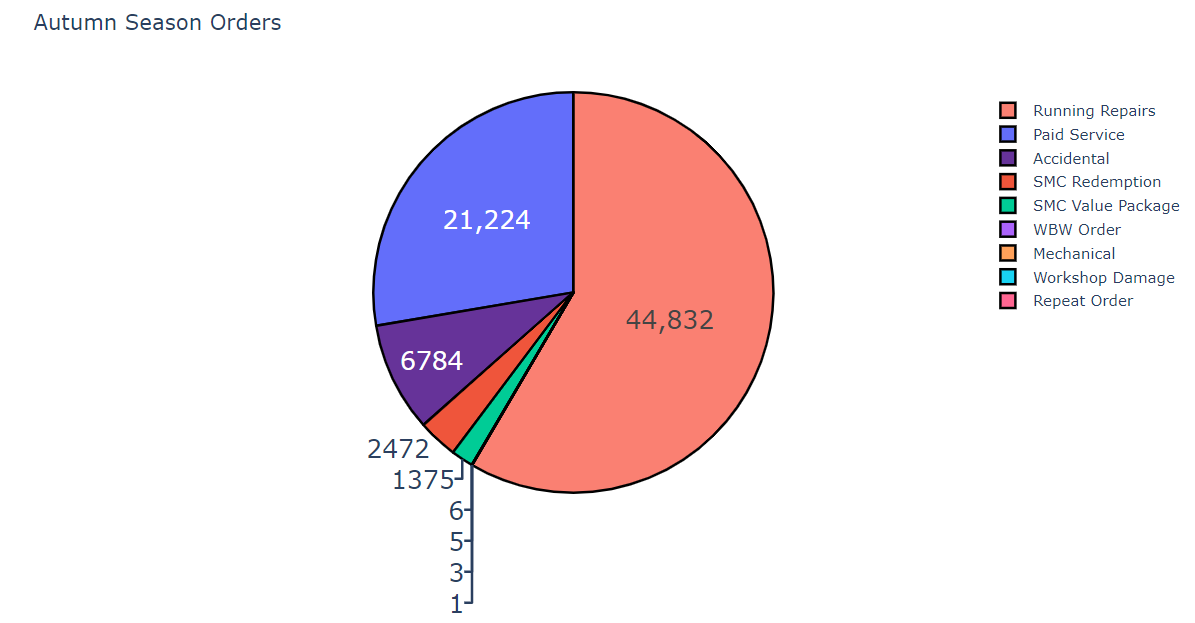 Autumn Season Orders
21,224
44,832
6784
2472
1375
6
5
3
1
Running Repairs
Paid Service
Accidental
SMC Redemption
SMC Value Package
WBW Order
Mechanical
Workshop Damage
Repeat Order